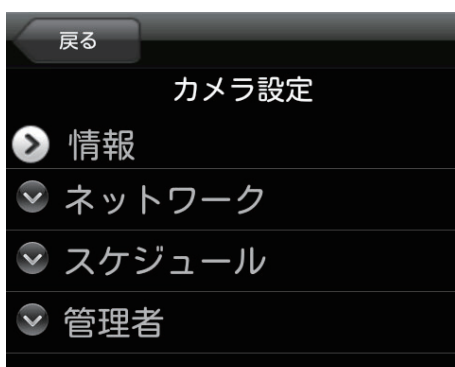 戻る
カメラ設定
情報
ネットワーク
スケジュール
管理者